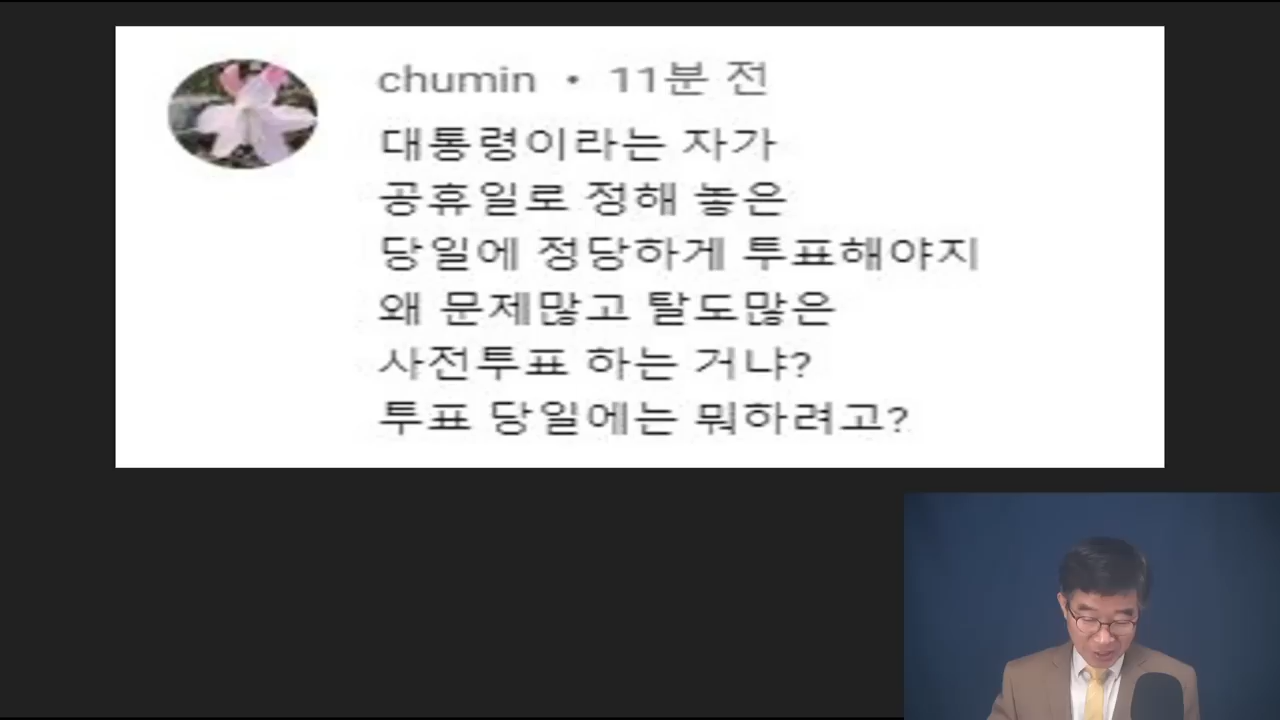 chumin • 11분 전
대통령이라는 자가
공휴일로 정해 놓은
당일에 정당하게 투표해야지
왜 문제많고 탈도많은
사전투표 하는 거냐?
투표 당일에는 뭐하려고?